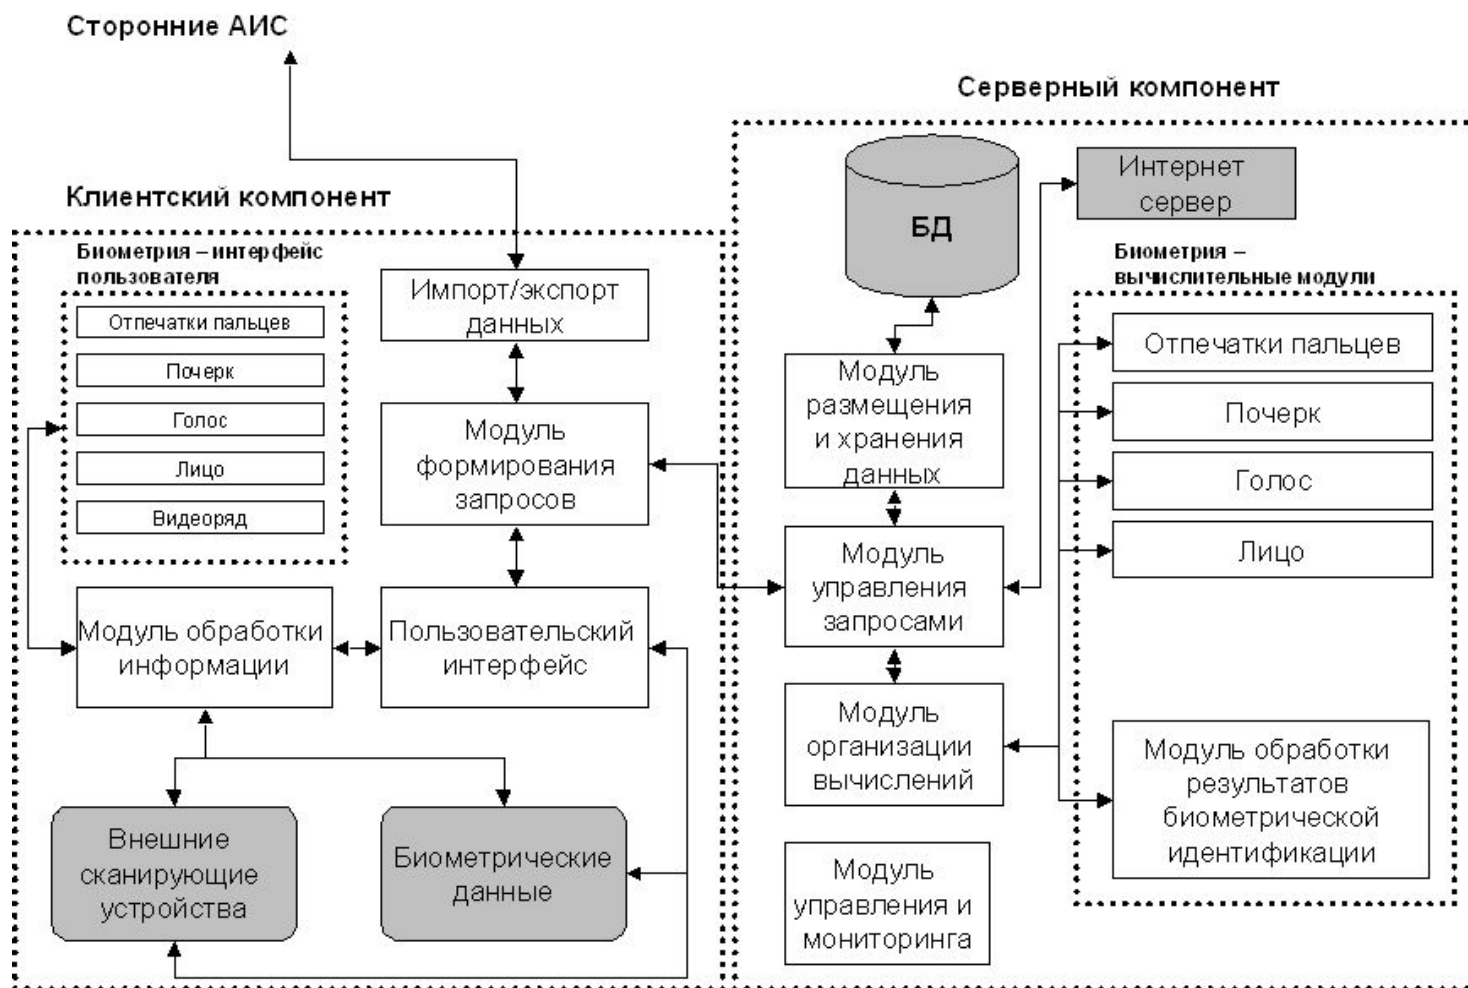 Сторонние АИС
Клиентский компонент
Биометрия – интерфейс
пользователя
Отпечатки пальцев
Почерк
Голос
Лицо
Видеоряд
Импорт/экспорт
данных
Модуль
формирования
запросов
Модуль обработки
информации
Пользовательский
интерфейс
Внешние
сканирующие
устройства
Биометрические
данные
Серверный компонент
БД
Интернет
сервер
Модуль
размещения
и хранения
данных
Модуль
управления
запросами
Модуль
организации
вычислений
Модуль
управления и
мониторинга
Биометрия –
вычислительные модули
Отпечатки пальцев
Почерк
Голос
Лицо
Модуль обработки
результатов
биометрической
идентификации